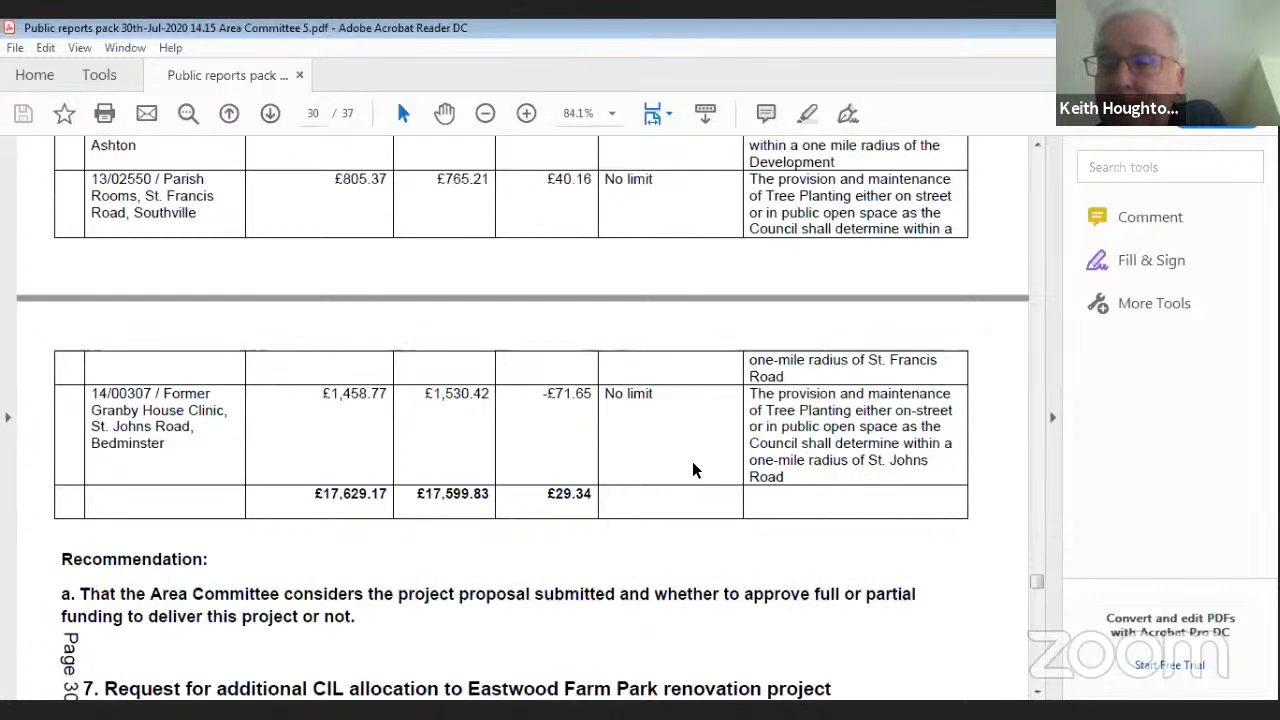 Public reports pack 30th-Jul-2020 14.15 Area Committee 5.pdf - Adobe Acrobat Reader DC
File Edit View Window Help
Home Tools Public reports pack ... ×
30 / 37 84.1%
Keith Houghto...
Ashton
within a one mile radius of the
Development
13/02550 / Parish
Rooms, St. Francis
Road, Southville
£805.37
£765.21
£40.16
No limit
The provision and maintenance
of Tree Planting either on street
or in public open space as the
Council shall determine within a
one-mile radius of St. Francis
Road
14/00307 / Former
Granby House Clinic,
St. Johns Road,
Bedminster
£1,458.77
£1,530.42
-£71.65
No limit
The provision and maintenance
of Tree Planting either on-street
or in public open space as the
Council shall determine within a
one-mile radius of St. Johns
Road
£17,629.17
£17,599.83
£29.34
Recommendation:
a. That the Area Committee considers the project proposal submitted and whether to approve full or partial
funding to deliver this project or not.
Page 30
7. Request for additional CIL allocation to Eastwood Farm Park renovation project
Search tools
Comment
Fill & Sign
More Tools
Convert and edit PDFs
with Acrobat Pro DC
Start Free Trial
zoom